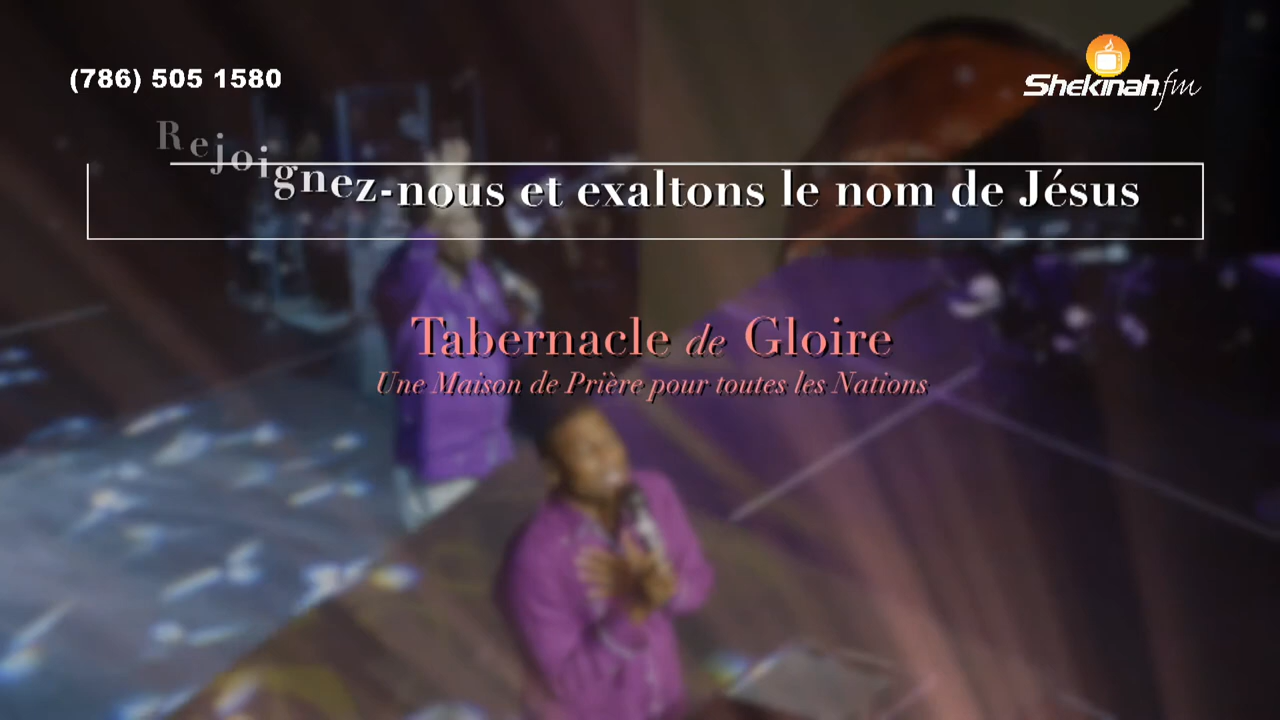 (786) 505 1580
Shekinah.fm
Rejoignez-nous et exaltons le nom de Jésus
Tabernacle de Gloire
Une Maison de Prière pour toutes les Nations